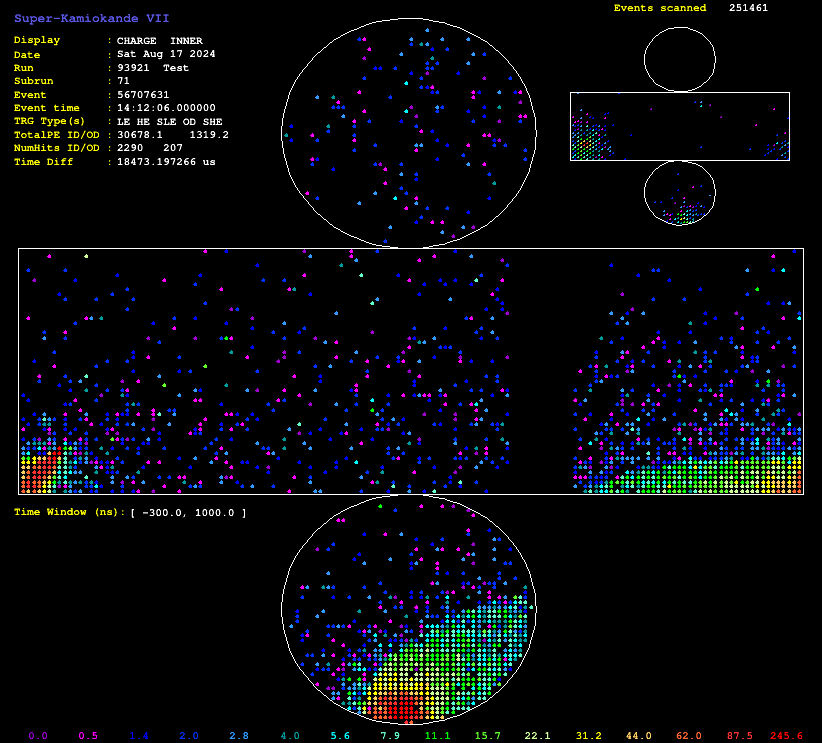 Super-Kamiokande VII
Events scanned 251461
Display : CHARGE INNER
Date : Sat Aug 17 2024
Run : 93921 Test
Subrun : 71
Event : 56707631
Event time : 14:12:06.000000
TRG Type(s) : LE HE SLE OD SHE
TotalPE ID/OD : 30678.1 1319.2
NumHits ID/OD : 2290 207
Time Diff : 18473.197266 us
Time Window (ns): [ -300.0, 1000.0 ]
0.0 0.5 1.4 2.0 2.8 4.0 5.6 7.9 11.1 15.7 22.1 31.2 44.0 62.0 87.5 245.6